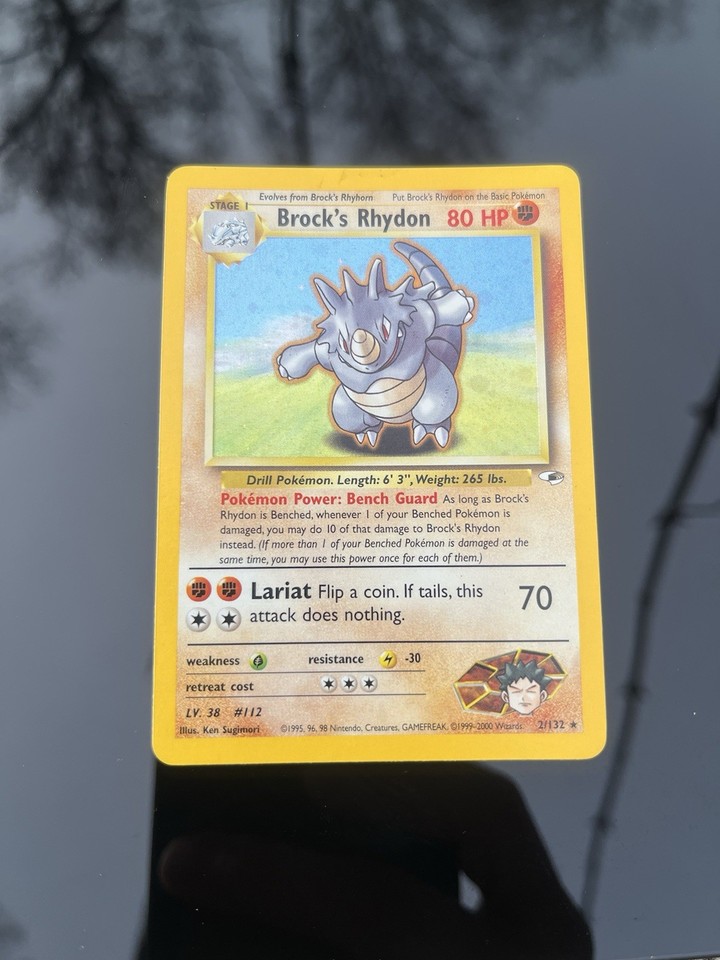 Evolves from Brock's Rhyhorn Put Brock's Rhydon on the Basic Pokémon
STAGE 1
Brock's Rhydon 80 HP
Drill Pokémon. Length: 6' 3", Weight: 265 lbs.
Pokémon Power: Bench Guard As long as Brock's
Rhydon is Benched, whenever 1 of your Benched Pokémon is
damaged, you may do 10 of that damage to Brock's Rhydon
instead. (If more than 1 of your Benched Pokémon is damaged at the
same time, you may use this power once for each of them.)
Lariat Flip a coin. If tails, this
attack does nothing.
70
weakness resistance -30
retreat cost
LV. 38 #112
Illus. Ken Sugimori ©1995, 96, 98 Nintendo, Creatures, GAMEFREAK. ©1999-2000 Wizards. 2/132 ★